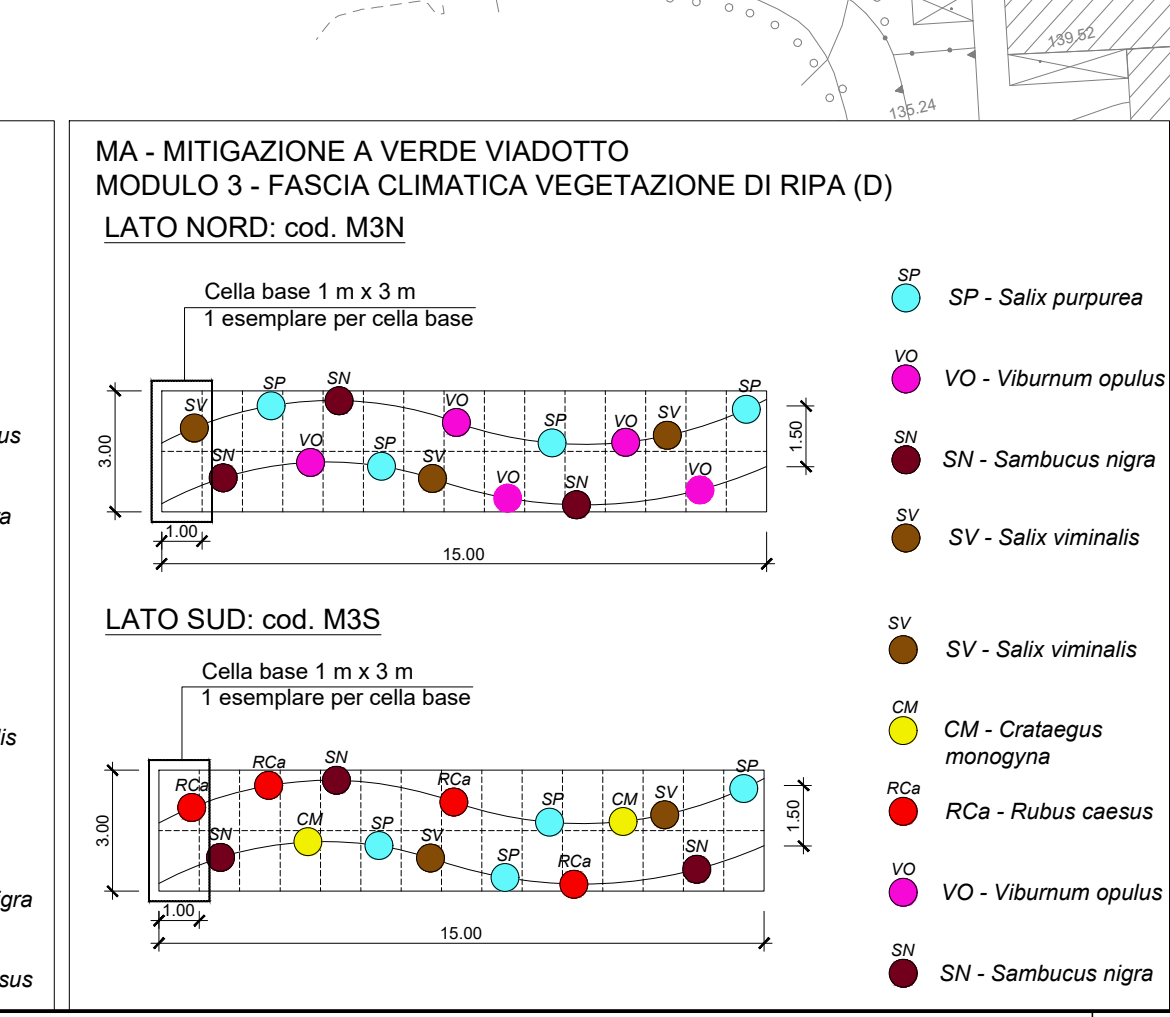 139.52
135.24
us
a
lis
gra
sus
MA - MITIGAZIONE A VERDE VIADOTTO
MODULO 3 - FASCIA CLIMATICA VEGETAZIONE DI RIPA (D)
LATO NORD: cod. M3N
Cella base 1 m x 3 m
1 esemplare per cella base
SV
SP
SN
VO
SP
VO
SV
SP
SN
VO
SP
SV
VO
SN
VO
3.00
1.50
1.00
15.00
SP
SP - Salix purpurea
VO
VO - Viburnum opulus
SN
SN - Sambucus nigra
SV
SV - Salix viminalis
LATO SUD: cod. M3S
Cella base 1 m x 3 m
1 esemplare per cella base
RCa
RCa
SN
RCa
SP
CM
SV
SP
SN
CM
SP
SV
SP
RCa
SN
3.00
1.50
1.00
15.00
SV
SV - Salix viminalis
CM
CM - Crataegus
monogyna
RCa
RCa - Rubus caesus
VO
VO - Viburnum opulus
SN
SN - Sambucus nigra